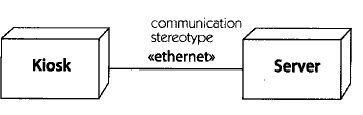 communication
stereotype
«ethernet»
Kiosk
Server